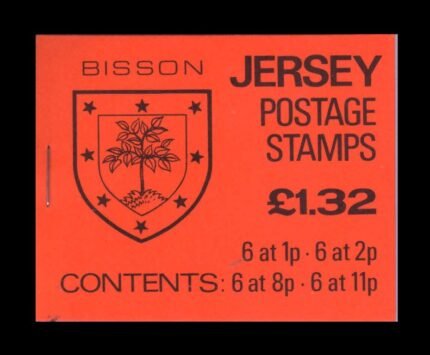 BISSON
JERSEY
POSTAGE
STAMPS
£1.32
6 at 1p · 6 at 2p
CONTENTS: 6 at 8p · 6 at 11p